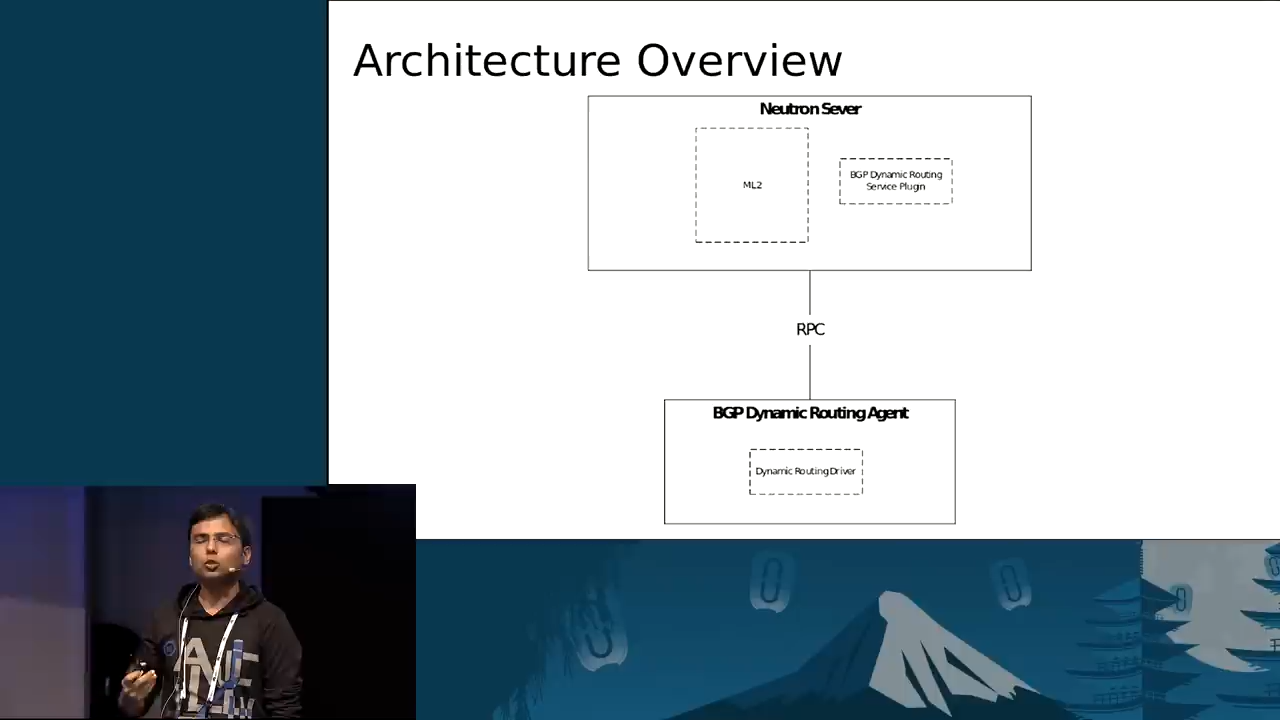 Architecture Overview
Neutron Sever
ML2
BGP Dynamic Routing
Service Plugin
RPC
BGP Dynamic Routing Agent
Dynamic Routing Driver